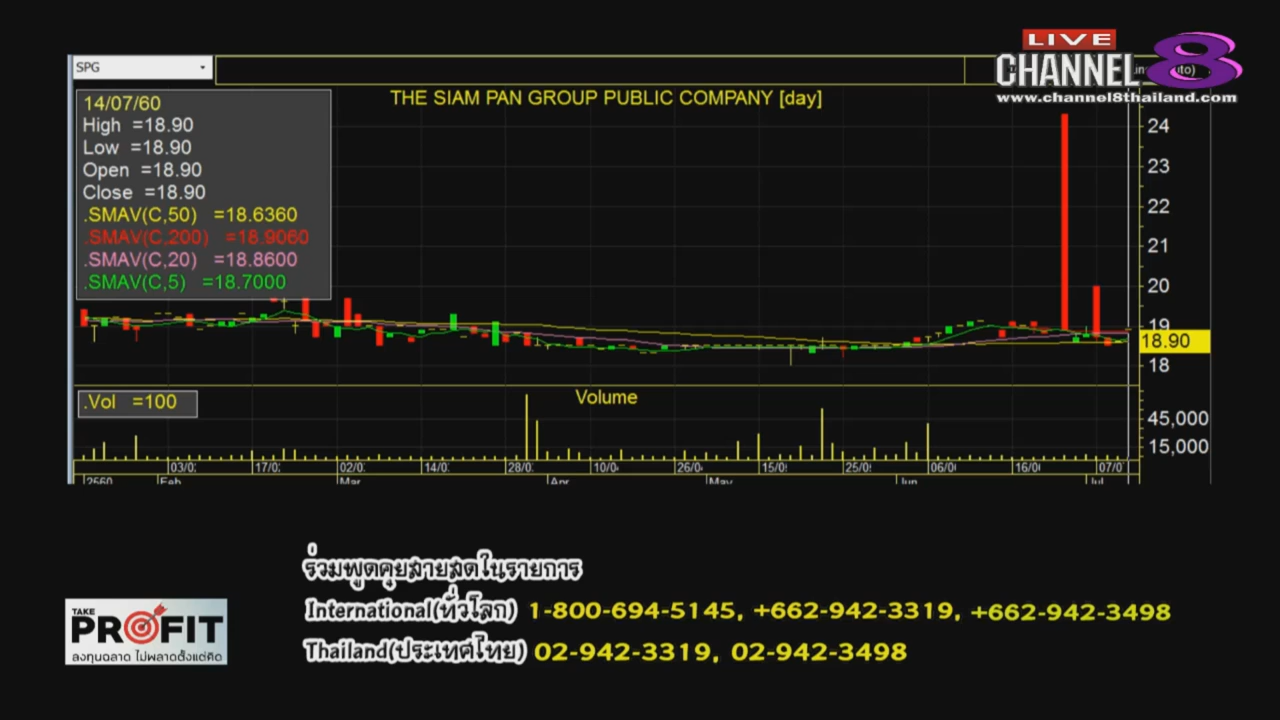 LIVE
CHANNEL 8
www.channel8thailand.com
SPG
THE SIAM PAN GROUP PUBLIC COMPANY [day]
14/07/60
High =18.90
Low =18.90
Open =18.90
Close =18.90
.SMAV(C,50) =18.6360
.SMAV(C,200) =18.9060
.SMAV(C,20) =18.8600
.SMAV(C,5) =18.7000
24
23
22
21
20
19
18.90
18
.Vol =100
Volume
45,000
15,000
03/0 17/0 02/0 14/0 28/0 10/0 26/0 15/0 25/0 06/0 16/0 07/0
2560 Feb Mar Apr May Jun Jul
ร่วมพูดคุยสายสดในรายการ
International(ทั่วโลก) 1-800-694-5145, +662-942-3319, +662-942-3498
Thailand(ประเทศไทย) 02-942-3319, 02-942-3498
TAKE
PROFIT
ลงทุนฉลาด ไม่พลาดตั้งแต่คิด